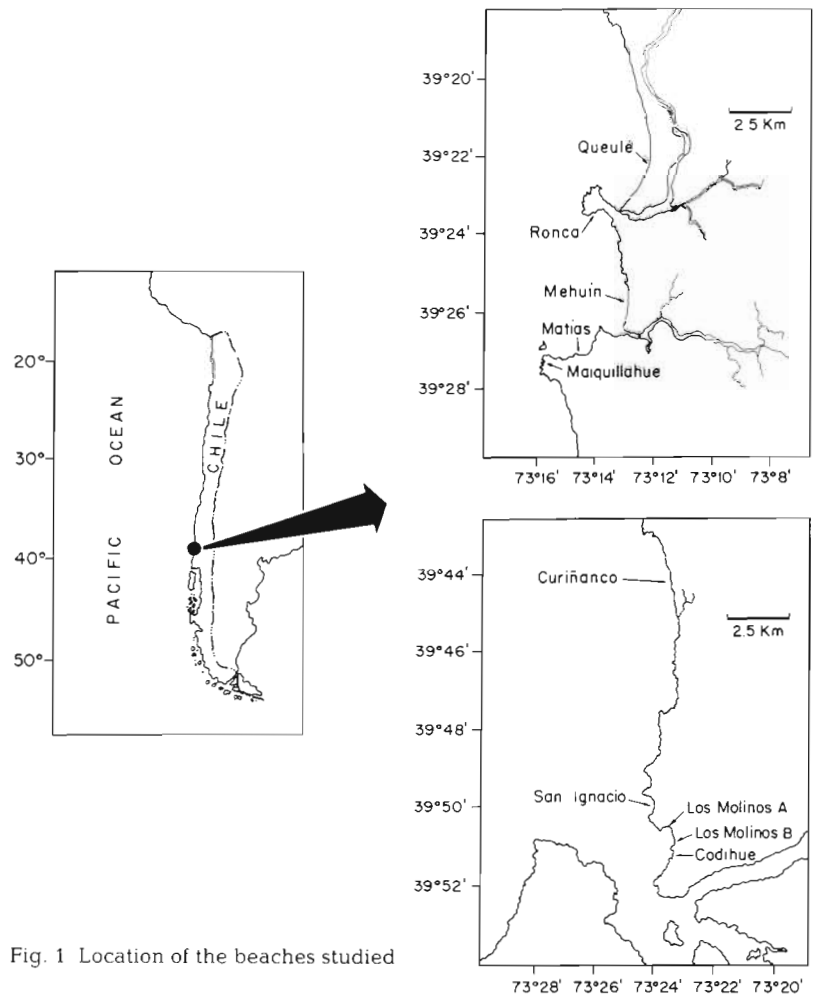 20°
30°
40°
50°
PACIFIC OCEAN
CHILE
39°20'
39°22'
39°24'
39°26'
39°28'
2 5 Km
Queule
Ronca
Mehuin
Matias
Maiquillahue
73°16' 73°14' 73°12' 73°10' 73°8'
39°44'
39°46'
39°48'
39°50'
39°52'
Curiñanco
2.5 Km
San Ignacio
Los Molinos A
Los Molinos B
Codihue
73°28' 73°26' 73°24' 73°22' 73°20'
Fig. 1 Location of the beaches studied